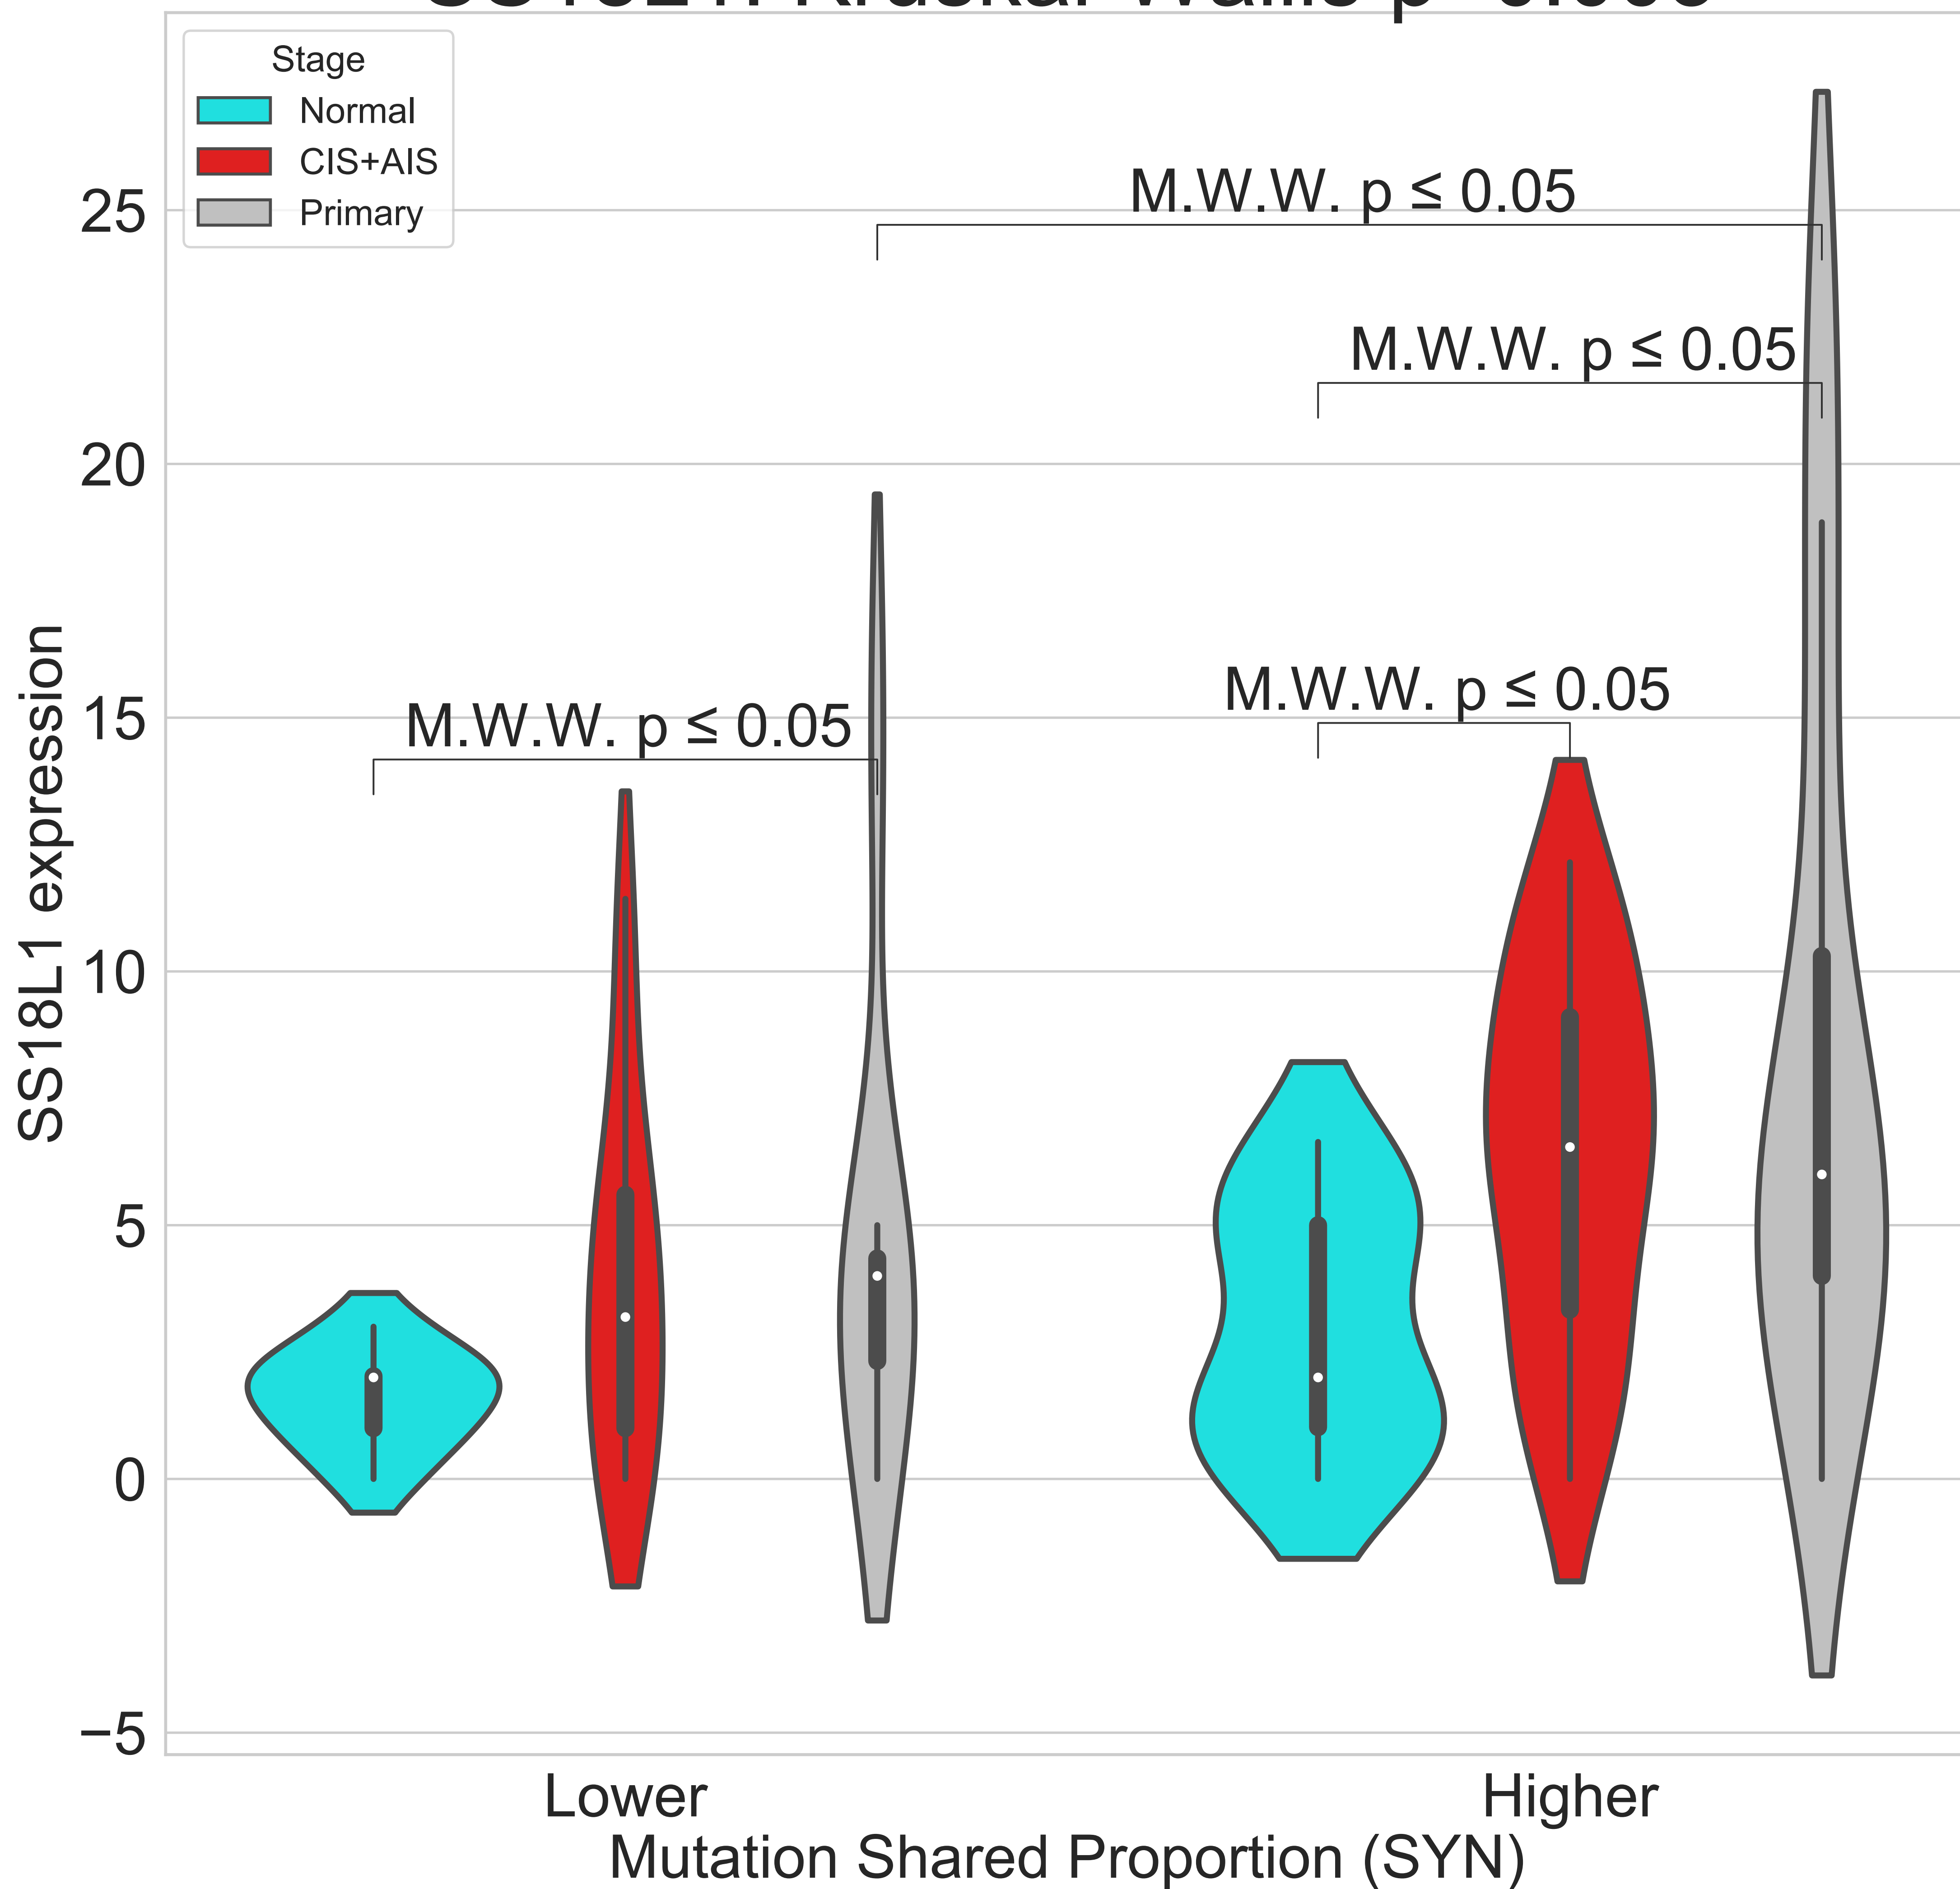 Stage
Normal
CIS+AIS
Primary
M.W.W. p ≤ 0.05
M.W.W. p ≤ 0.05
M.W.W. p ≤ 0.05
M.W.W. p ≤ 0.05
25
20
15
10
5
0
−5
SS18L1 expression
Lower
Higher
Mutation Shared Proportion (SYN)